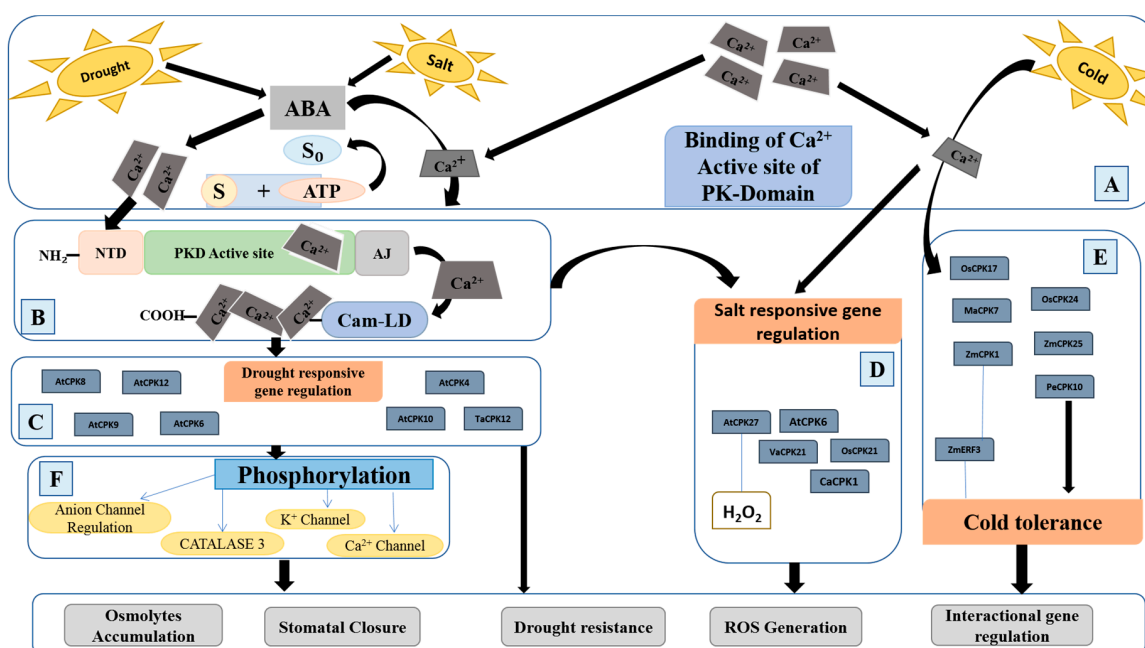 Drought
Salt
Cold
ABA
Ca2+
Ca2+
Ca2+
Ca2+
Ca2+
Ca2+
Ca2+
Ca2+
S0
S
+
ATP
Binding of Ca2+
Active site of
PK-Domain
A
NH2
NTD
PKD Active site
Ca2+
AJ
Ca2+
COOH
Ca2+
Ca2+
Ca2+
Cam-LD
B
Drought responsive
gene regulation
AtCPK8
AtCPK12
AtCPK9
AtCPK6
AtCPK4
AtCPK10
TaCPK12
C
Salt responsive gene
regulation
D
AtCPK27
AtCPK6
VaCPK21
OsCPK21
CaCPK1
H2O2
E
OsCPK17
OsCPK24
MaCPK7
ZmCPK25
ZmCPK1
PeCPK10
ZmERF3
Cold tolerance
F
Phosphorylation
Anion Channel
Regulation
K+ Channel
CATALASE 3
Ca2+ Channel
Osmolytes
Accumulation
Stomatal Closure
Drought resistance
ROS Generation
Interactional gene
regulation